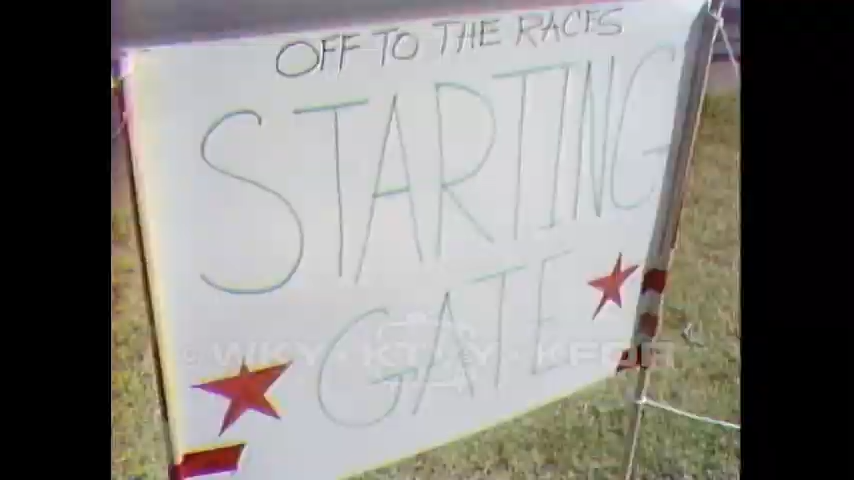 OFF TO THE RACES
STARTING
GATE
WKY • KTVY • KFOR